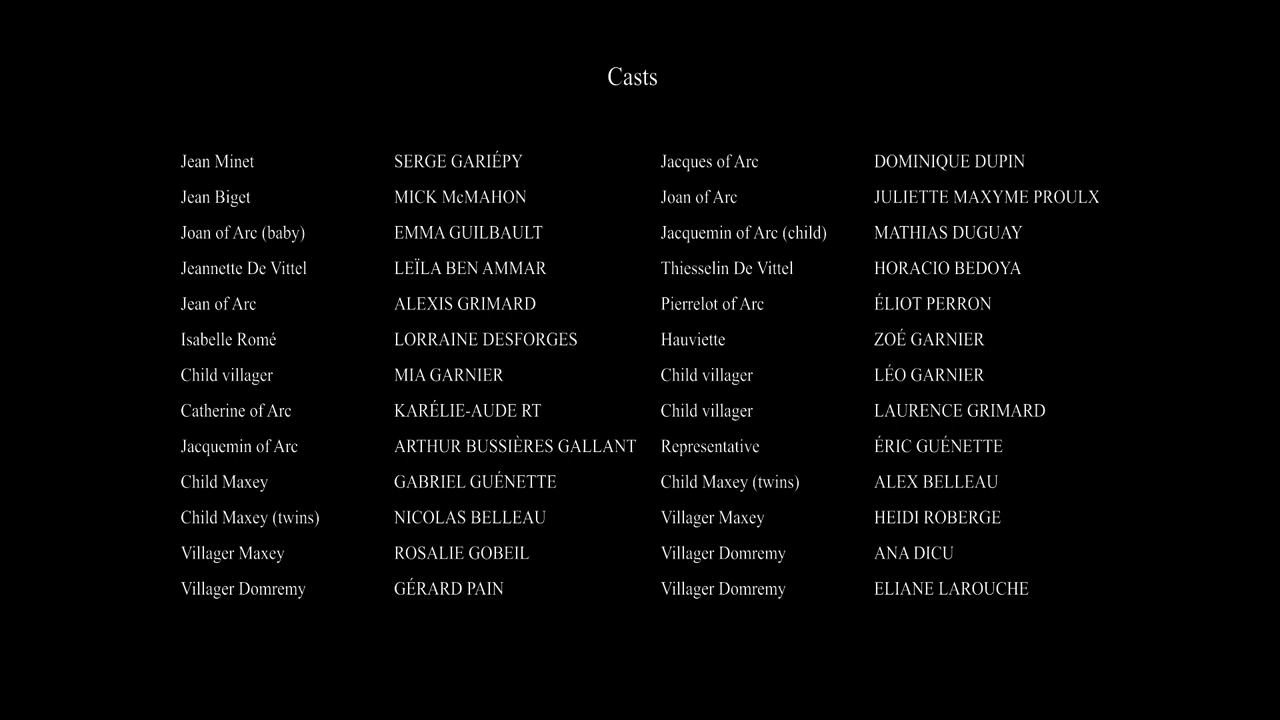 Casts
Jean Minet SERGE GARIÉPY Jacques of Arc DOMINIQUE DUPIN
Jean Biget MICK McMAHON Joan of Arc JULIETTE MAXYME PROULX
Joan of Arc (baby) EMMA GUILBAULT Jacquemin of Arc (child) MATHIAS DUGUAY
Jeannette De Vittel LEÏLA BEN AMMAR Thiesselin De Vittel HORACIO BEDOYA
Jean of Arc ALEXIS GRIMARD Pierrelot of Arc ÉLIOT PERRON
Isabelle Romé LORRAINE DESFORGES Hauviette ZOÉ GARNIER
Child villager MIA GARNIER Child villager LÉO GARNIER
Catherine of Arc KARÉLIE-AUDE RT Child villager LAURENCE GRIMARD
Jacquemin of Arc ARTHUR BUSSIÈRES GALLANT Representative ÉRIC GUÉNETTE
Child Maxey GABRIEL GUÉNETTE Child Maxey (twins) ALEX BELLEAU
Child Maxey (twins) NICOLAS BELLEAU Villager Maxey HEIDI ROBERGE
Villager Maxey ROSALIE GOBEIL Villager Domremy ANA DICU
Villager Domremy GÉRARD PAIN Villager Domremy ELIANE LAROUCHE